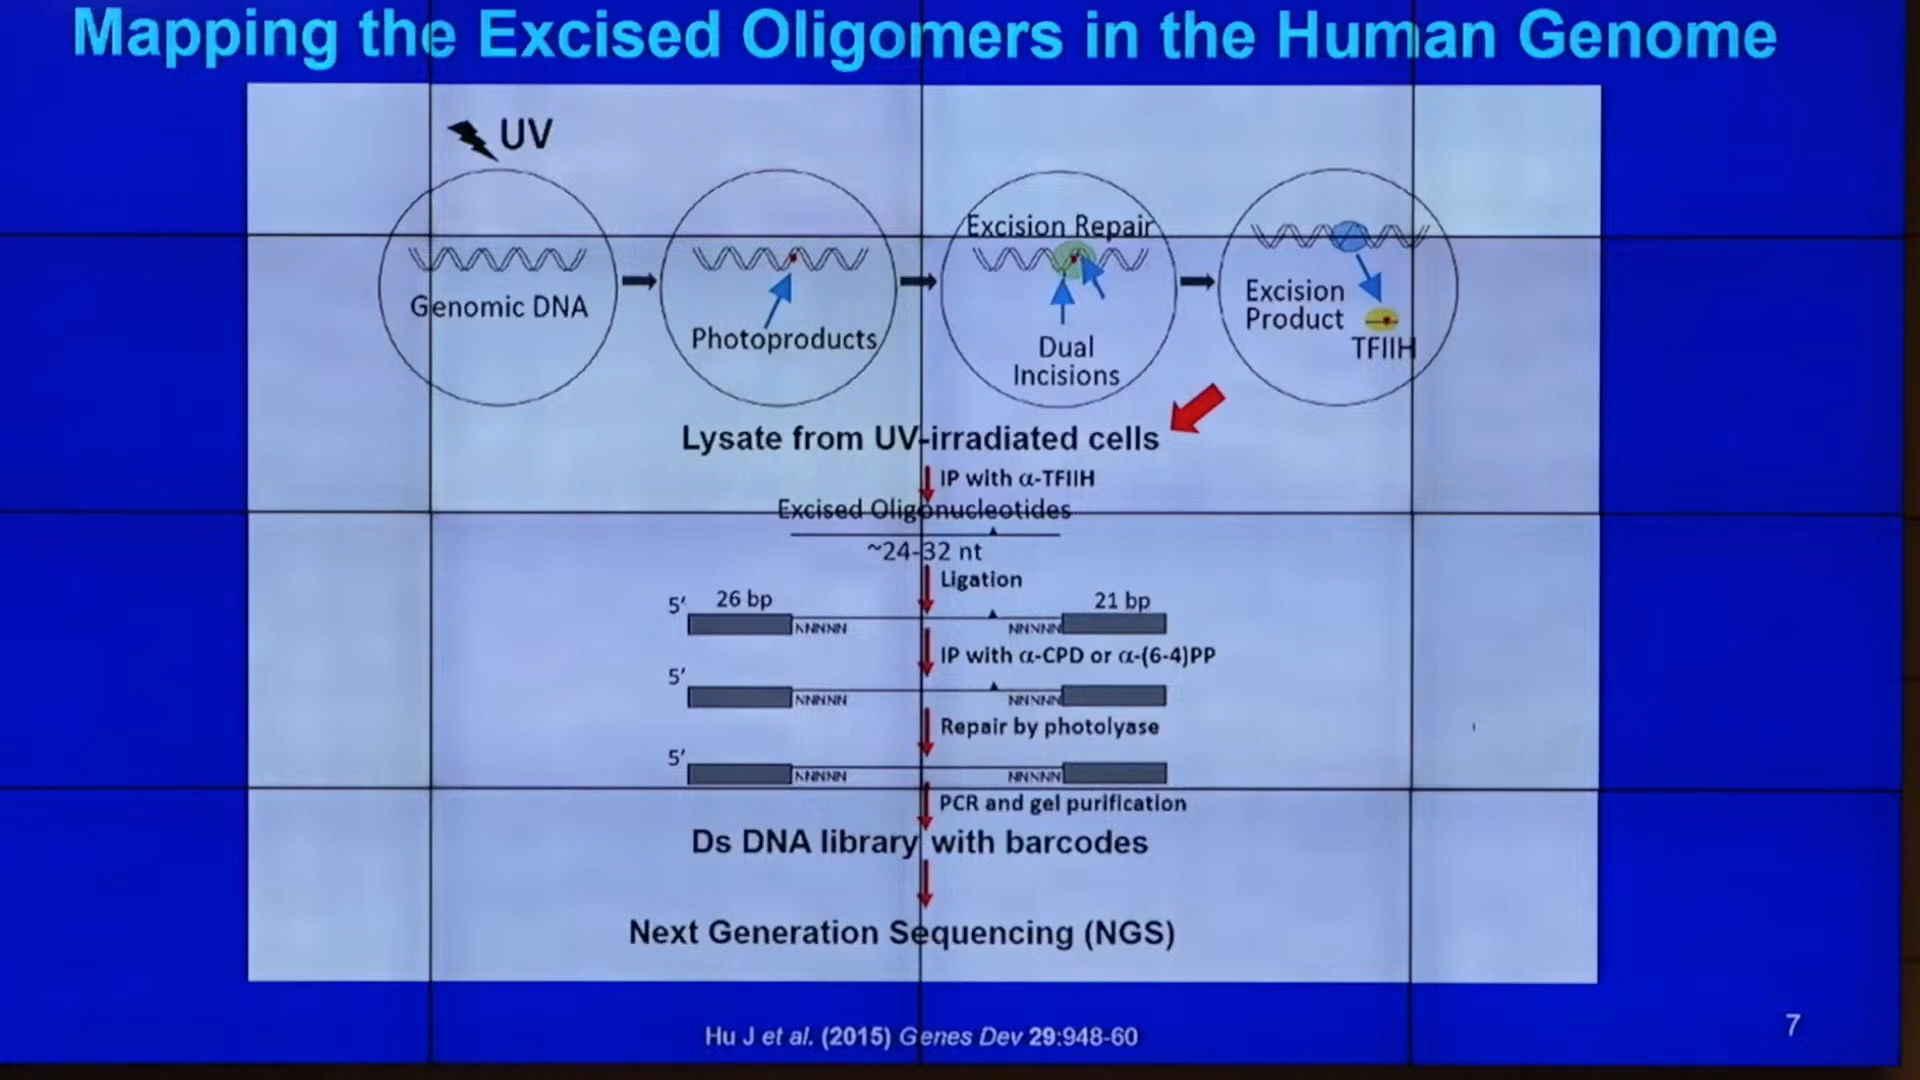 Mapping the Excised Oligomers in the Human Genome
UV
Genomic DNA
Photoproducts
Excision Repair
Dual
Incisions
Excision
Product
TFIIH
Lysate from UV-irradiated cells
IP with α-TFIIH
Excised Oligonucleotides
~24-32 nt
Ligation
5' 26 bp 21 bp
NNNNN NNNNN
IP with α-CPD or α-(6-4)PP
5'
NNNNN NNNNN
Repair by photolyase
5'
NNNNN NNNNN
PCR and gel purification
Ds DNA library with barcodes
Next Generation Sequencing (NGS)
Hu J et al. (2015) Genes Dev 29:948-60
7